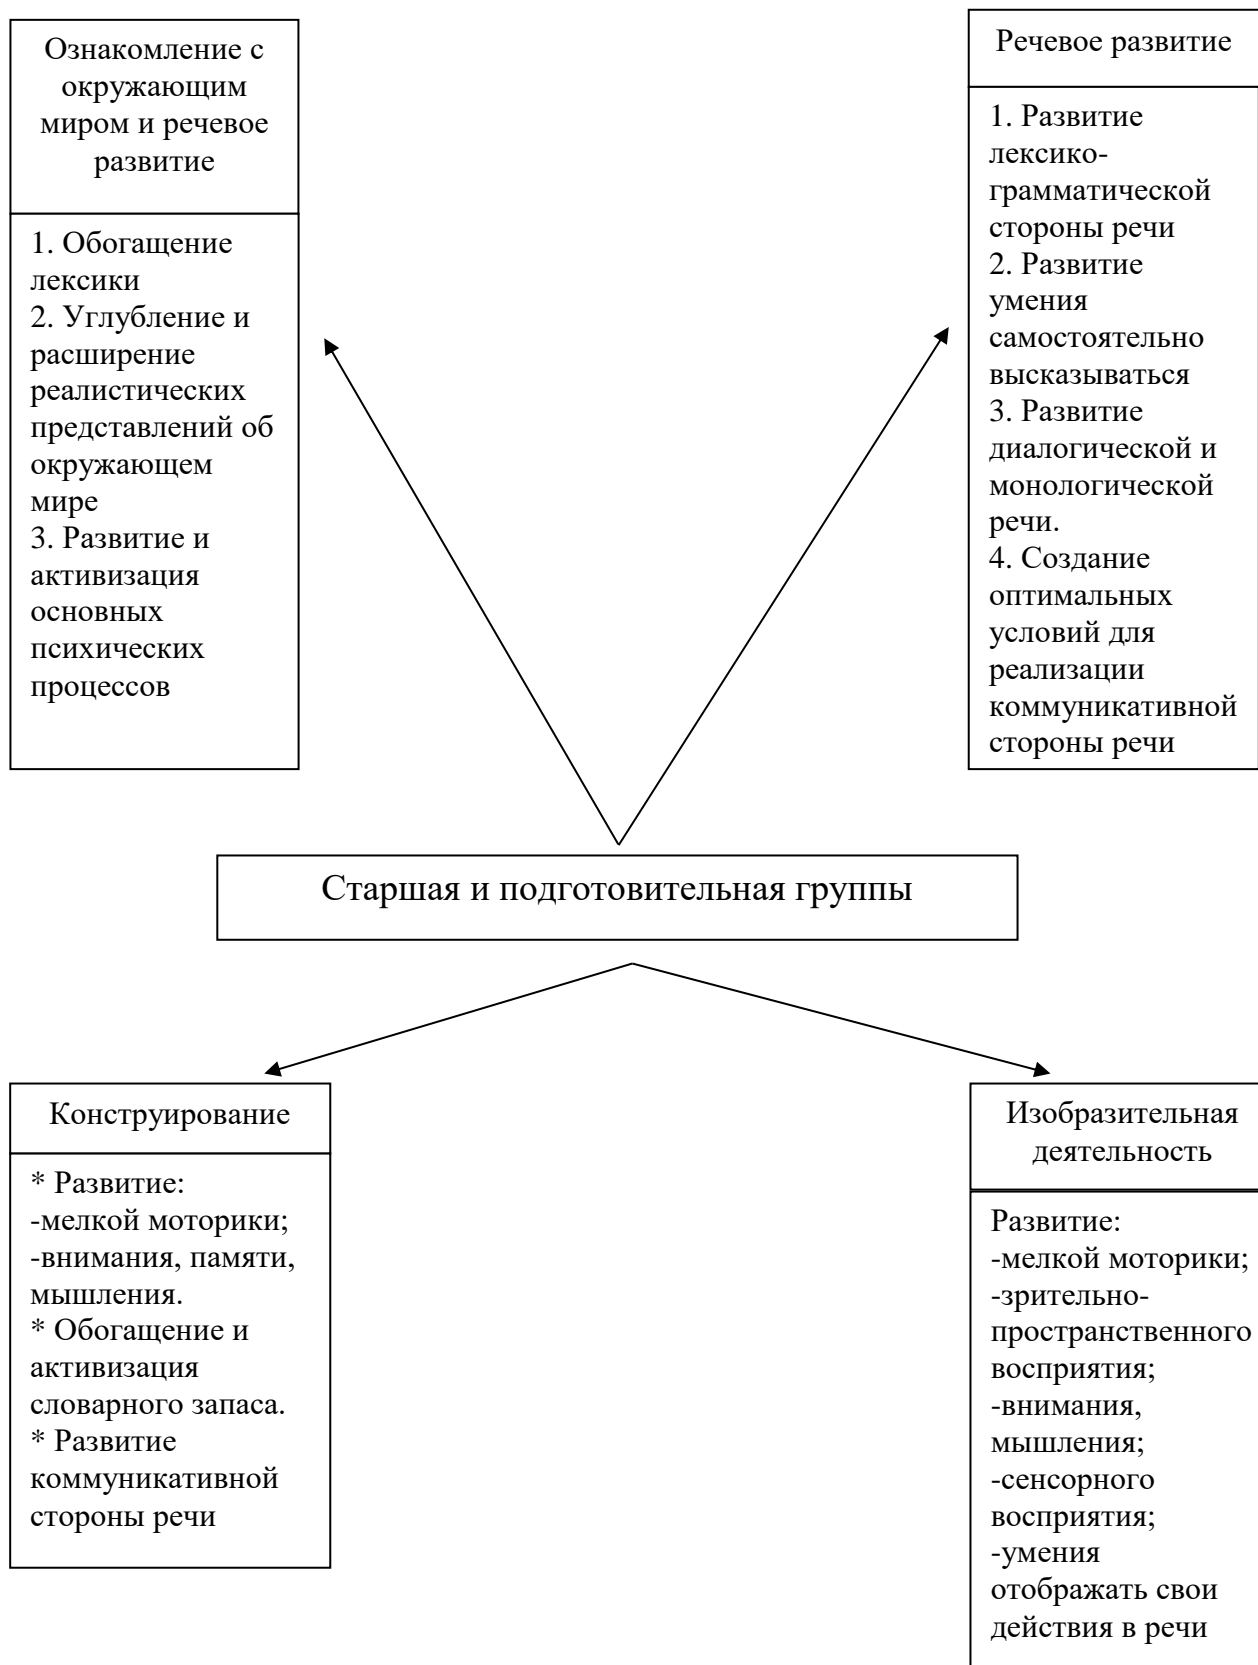 Ознакомление с
окружающим
миром и речевое
развитие
1. Обогащение
лексики
2. Углубление и
расширение
реалистических
представлений об
окружающем
мире
3. Развитие и
активизация
основных
психических
процессов
Речевое развитие
1. Развитие
лексико-
грамматической
стороны речи
2. Развитие
умения
самостоятельно
высказываться
3. Развитие
диалогической и
монологической
речи.
4. Создание
оптимальных
условий для
реализации
коммуникативной
стороны речи
Старшая и подготовительная группы
Конструирование
* Развитие:
-мелкой моторики;
-внимания, памяти,
мышления.
* Обогащение и
активизация
словарного запаса.
* Развитие
коммуникативной
стороны речи
Изобразительная
деятельность
Развитие:
-мелкой моторики;
-зрительно-
пространственного
восприятия;
-внимания,
мышления;
-сенсорного
восприятия;
-умения
отображать свои
действия в речи